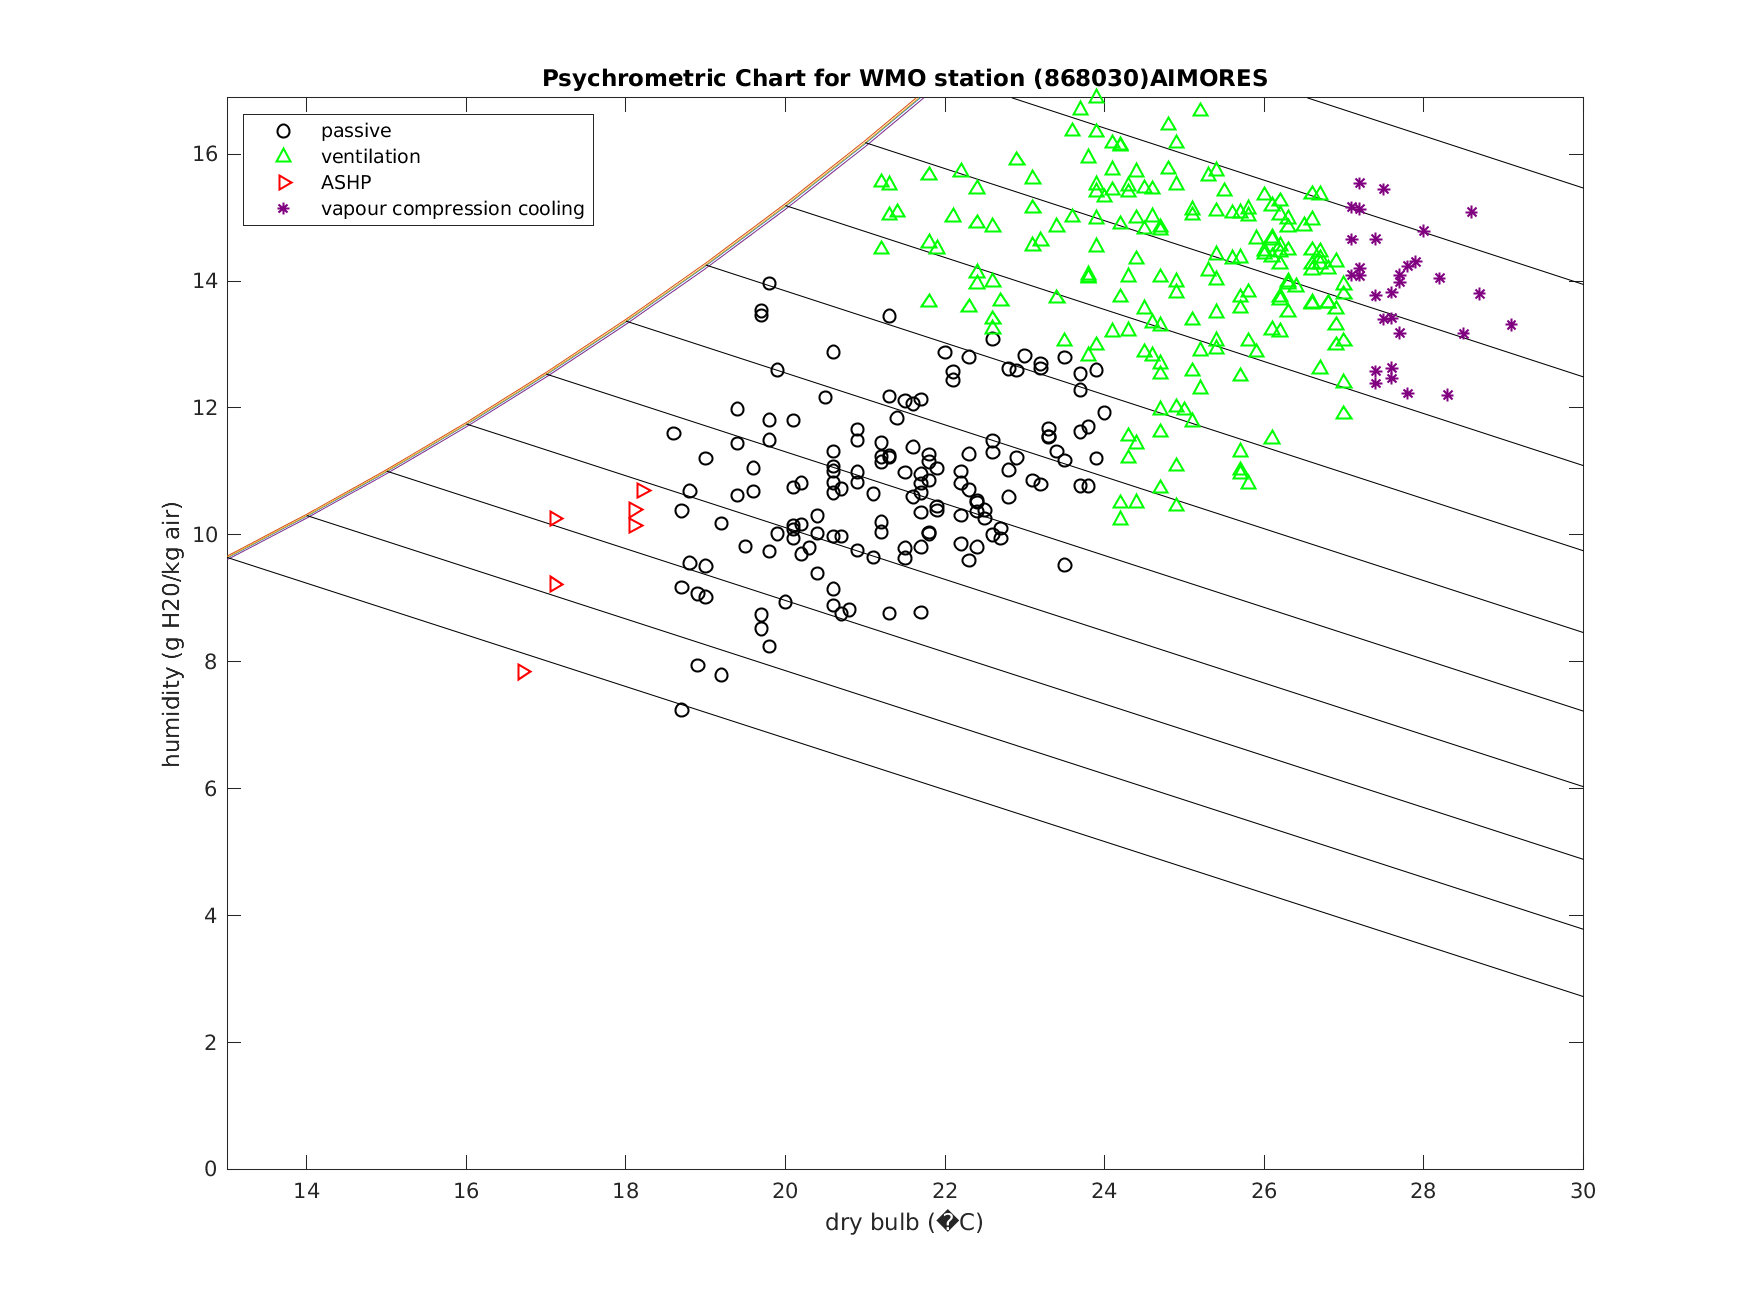 Psychrometric Chart for WMO station (868030)AIMORES
passive
ventilation
ASHP
vapour compression cooling
16
14
12
10
8
6
4
2
0
humidity (g H20/kg air)
14 16 18 20 22 24 26 28 30
dry bulb (�C)